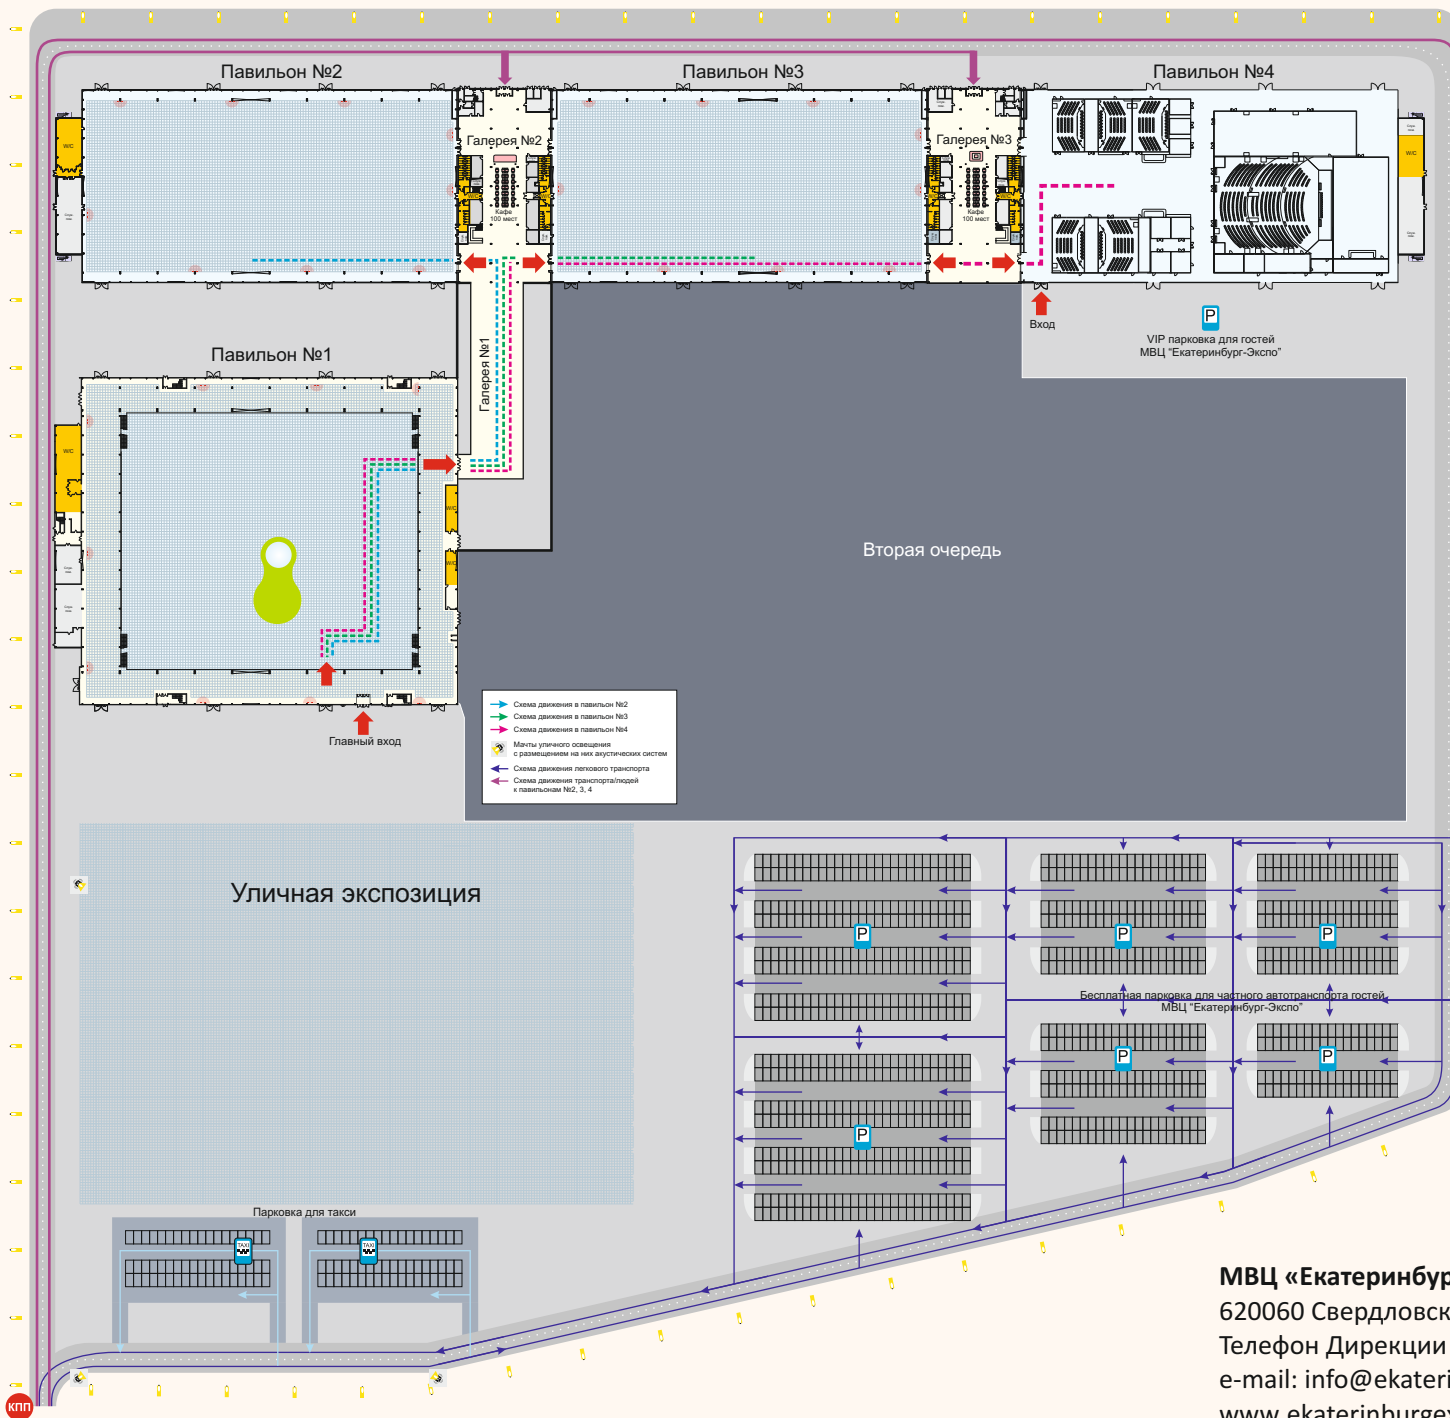 Павильон №2
Павильон №3
Павильон №4
W/C
Галерея №2
W/C
Кафе
100 мест
Галерея №3
W/C
Кафе
100 мест
W/C
Вход
P
VIP парковка для гостей
МВЦ "Екатеринбург-Экспо"
Павильон №1
Галерея №1
W/C
W/C
W/C
Вторая очередь
Главный вход
Схема движения в павильон №2
Схема движения в павильон №3
Схема движения в павильон №4
Мачты уличного освещения
с размещением на них акустических систем
Схема движения легкового транспорта
Схема движения транспорта/людей
к павильонам №2, 3, 4
Уличная экспозиция
P
P
P
Бесплатная парковка для частного автотранспорта гостей
МВЦ "Екатеринбург-Экспо"
P
P
P
Парковка для такси
TAXI
TAXI
МВЦ «Екатеринбур
620060 Свердловск
Телефон Дирекции
e-mail: info@ekateri
www.ekaterinburgex
КПП